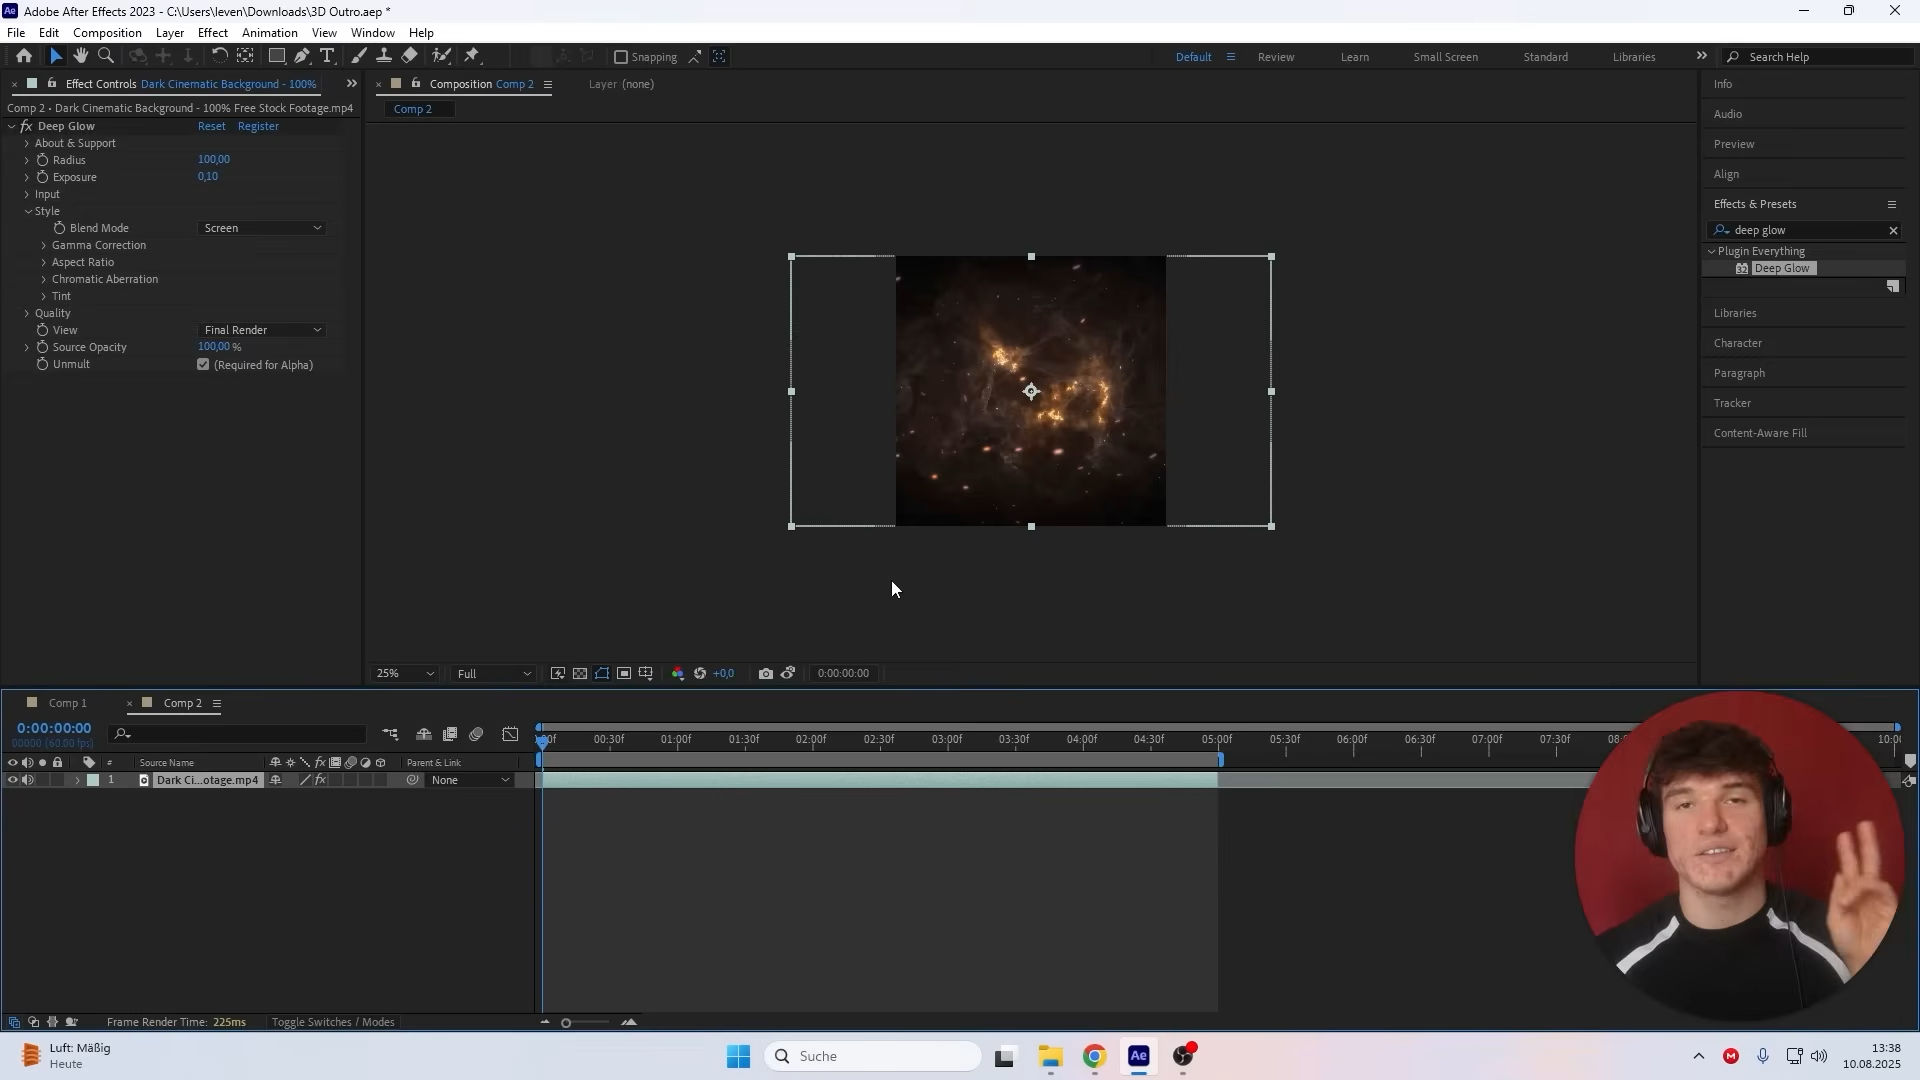 Adobe After Effects 2023 - C:\Users\leven\Downloads\3D Outro.aep *
File Edit Composition Layer Effect Animation View Window Help
Snapping
Default Review Learn Small Screen Standard Libraries Search Help
Effect Controls Dark Cinematic Background - 100%
Comp 2 • Dark Cinematic Background - 100% Free Stock Footage.mp4
fx Deep Glow Reset Register
About & Support
Radius 100,00
Exposure 0,10
Input
Style
Blend Mode Screen
Gamma Correction
Aspect Ratio
Chromatic Aberration
Tint
Quality
View Final Render
Source Opacity 100,00 %
Unmult (Required for Alpha)
Composition Comp 2 Layer (none)
Comp 2
25% Full +0,0 0:00:00:00
Info
Audio
Preview
Align
Effects & Presets
deep glow
Plugin Everything
32 Deep Glow
Libraries
Character
Paragraph
Tracker
Content-Aware Fill
Comp 1 Comp 2
0:00:00:00
00000 (60.00 fps)
00:30f 01:00f 01:30f 02:00f 02:30f 03:00f 03:30f 04:00f 04:30f 05:00f 05:30f 06:00f 06:30f 07:00f 07:30f
# Source Name fx Parent & Link
1 Dark Ci...otage.mp4 fx None
Frame Render Time: 225ms Toggle Switches / Modes
Luft: Mäßig
Heute
Suche
Ae
13:38
10.08.2025